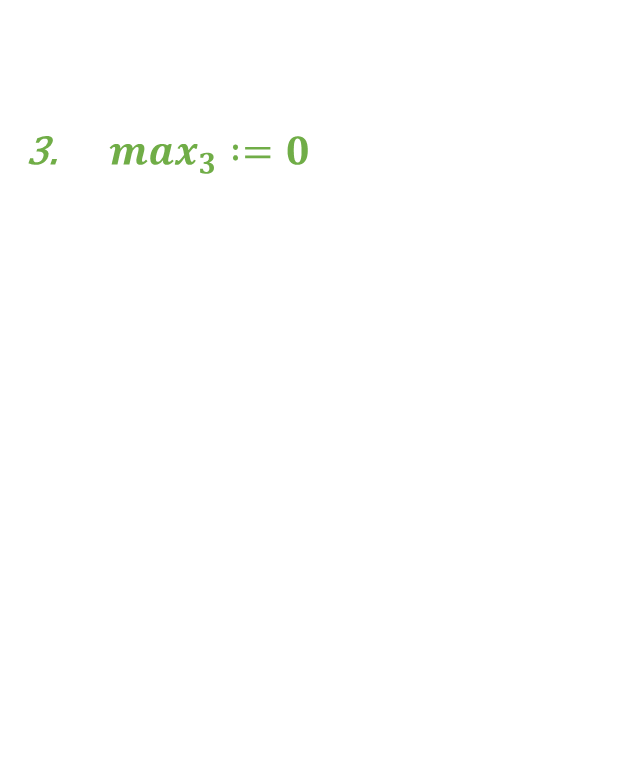 3. max₃ := 0